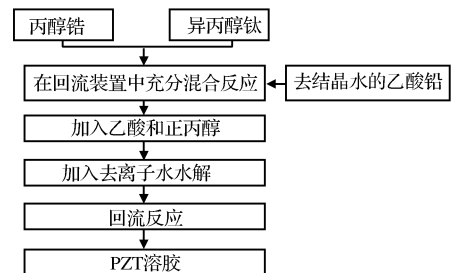 丙醇锆
异丙醇钛
在回流装置中充分混合反应
去结晶水的乙酸铅
加入乙酸和正丙醇
加入去离子水水解
回流反应
PZT溶胶